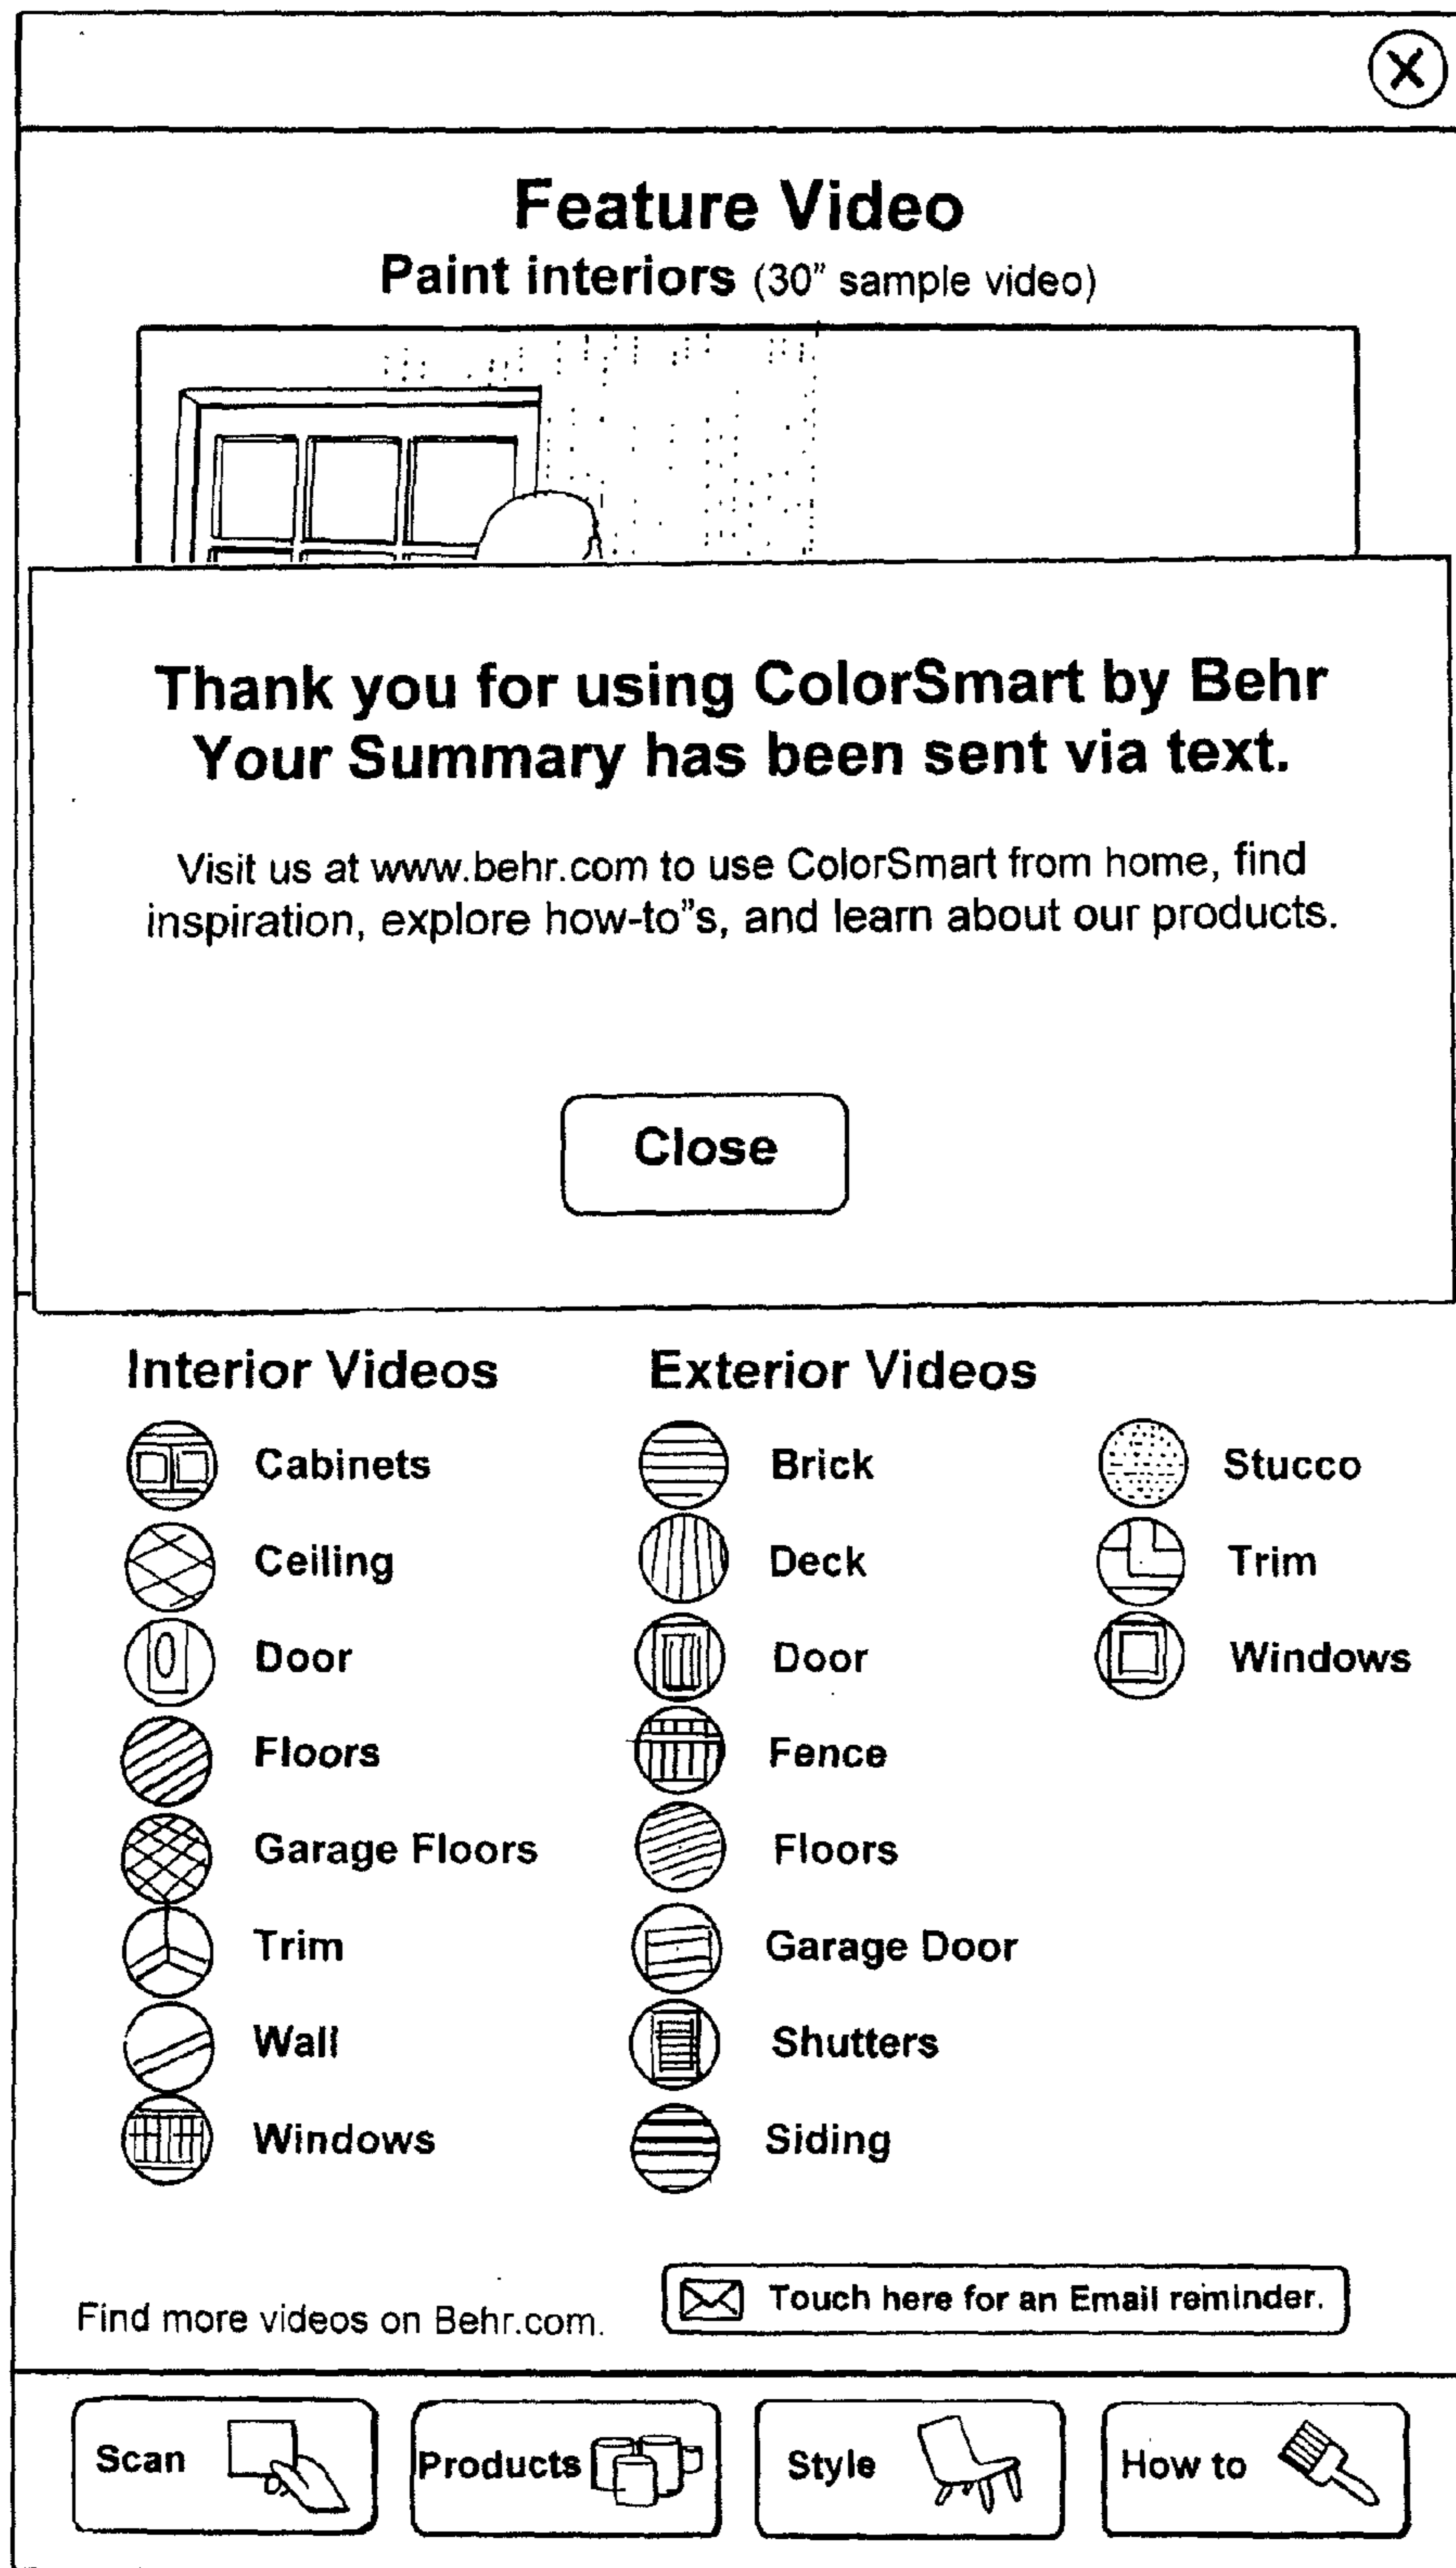 X
Feature Video
Paint interiors (30” sample video)
Thank you for using ColorSmart by Behr
Your Summary has been sent via text.
Visit us at www.behr.com to use ColorSmart from home, find
inspiration, explore how-to”s, and learn about our products.
Close
Interior Videos
Cabinets
Ceiling
Door
Floors
Garage Floors
Trim
Wall
Windows
Exterior Videos
Brick
Deck
Door
Fence
Floors
Garage Door
Shutters
Siding
Stucco
Trim
Windows
Find more videos on Behr.com.
Touch here for an Email reminder.
Scan
Products
Style
How to